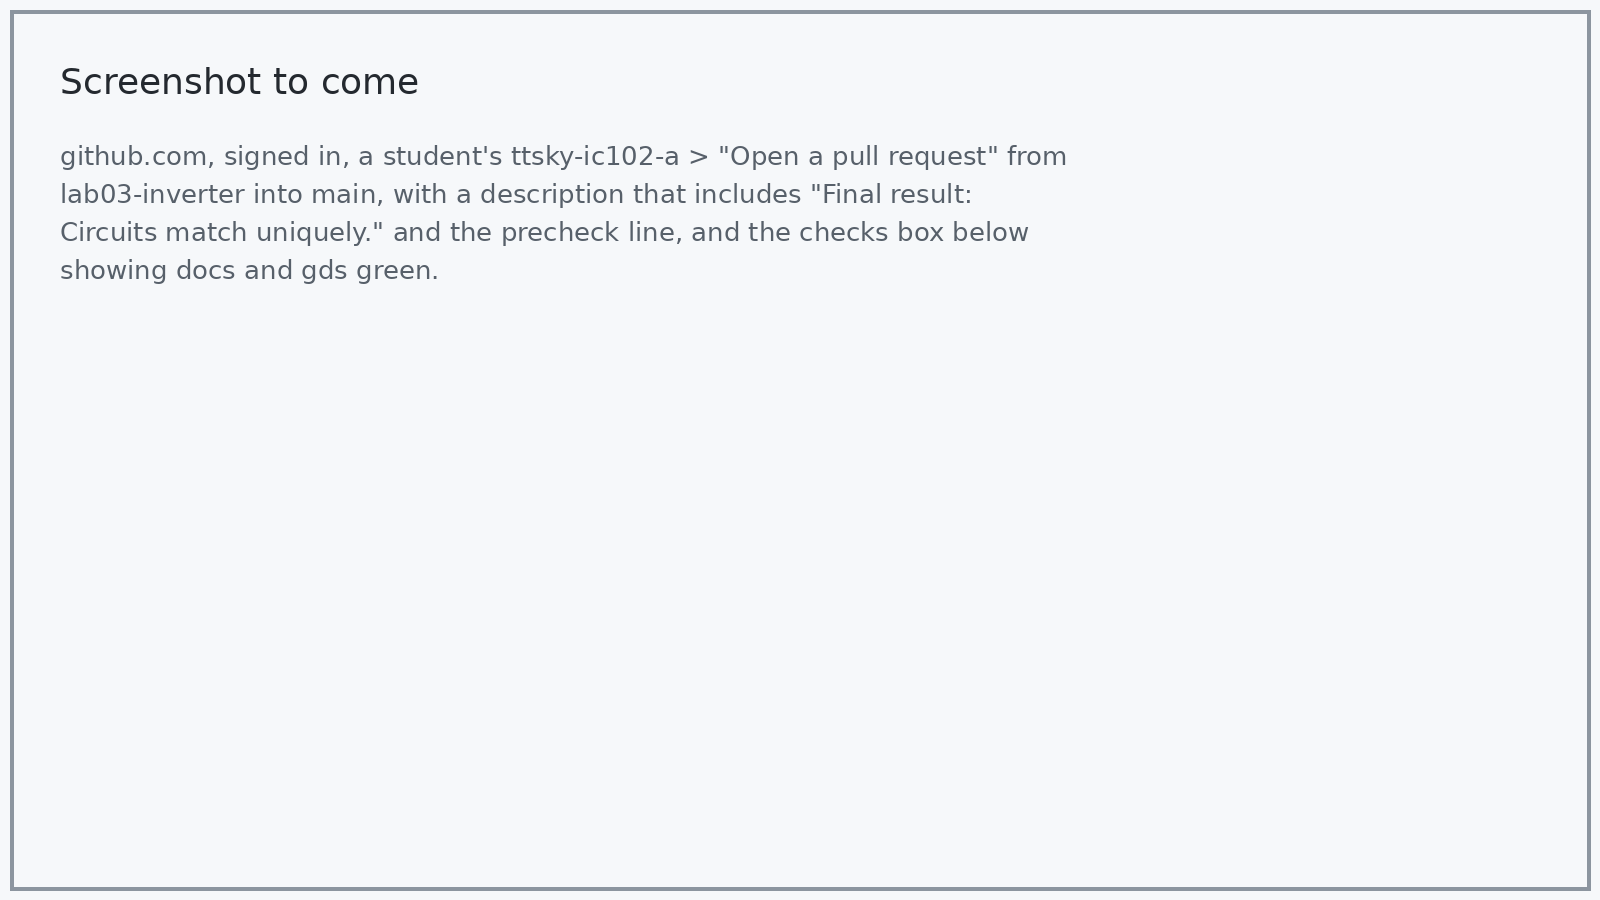 Screenshot to come
github.com, signed in, a student's ttsky-ic102-a > "Open a pull request" from
lab03-inverter into main, with a description that includes "Final result:
Circuits match uniquely." and the precheck line, and the checks box below
showing docs and gds green.